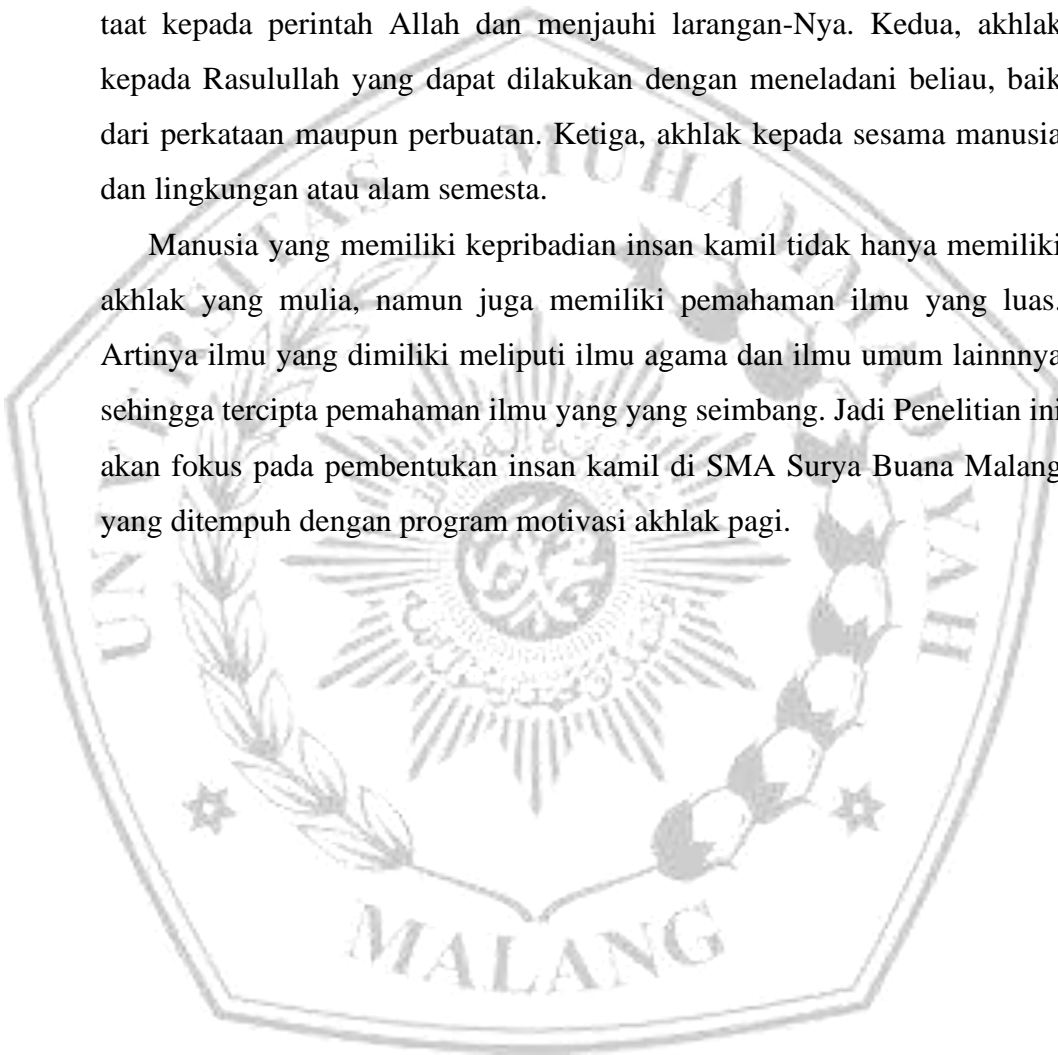 taat kepada perintah Allah dan menjauhi larangan-Nya. Kedua, akhlak
kepada Rasulullah yang dapat dilakukan dengan meneladani beliau, baik
dari perkataan maupun perbuatan. Ketiga, akhlak kepada sesama manusia
dan lingkungan atau alam semesta.
Manusia yang memiliki kepribadian insan kamil tidak hanya memiliki
akhlak yang mulia, namun juga memiliki pemahaman ilmu yang luas.
Artinya ilmu yang dimiliki meliputi ilmu agama dan ilmu umum lainnnya
sehingga tercipta pemahaman ilmu yang yang seimbang. Jadi Penelitian ini
akan fokus pada pembentukan insan kamil di SMA Surya Buana Malang
yang ditempuh dengan program motivasi akhlak pagi.
UNIVERSITAS MUHAMMADIYAH
MALANG